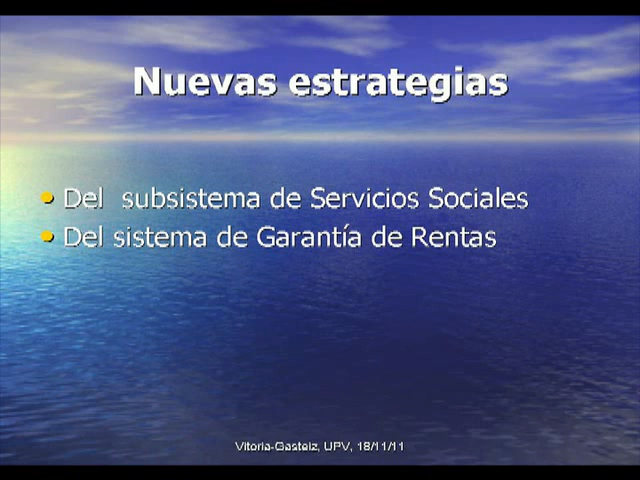 Nuevas estrategias
Del subsistema de Servicios Sociales
Del sistema de Garantía de Rentas
Vitoria-Gasteiz, UPV, 18/11/11